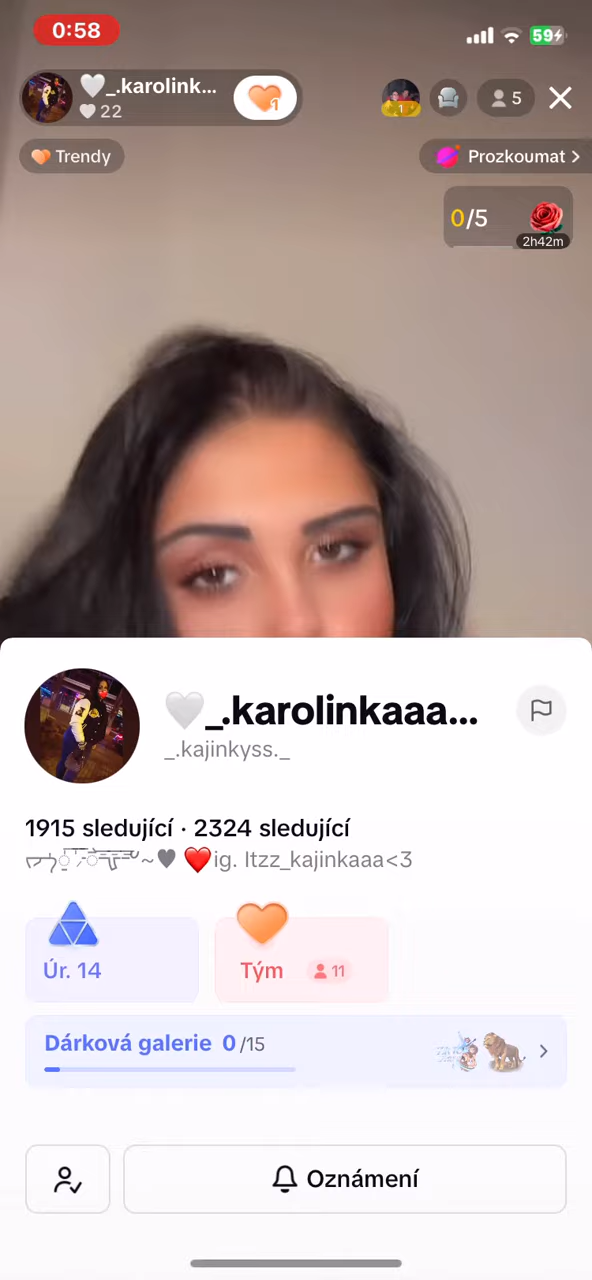 0:58
59
🤍_.karolink...
22
1
1
5
Trendy
Prozkoumat
0/5
2h42m
🤍_.karolinkaaa...
_.kajinkyss._
1915 sledující · 2324 sledující
~🖤 ❤️ig. Itzz_kajinkaaa<3
Úr. 14
Tým 11
Dárková galerie 0/15
Oznámení